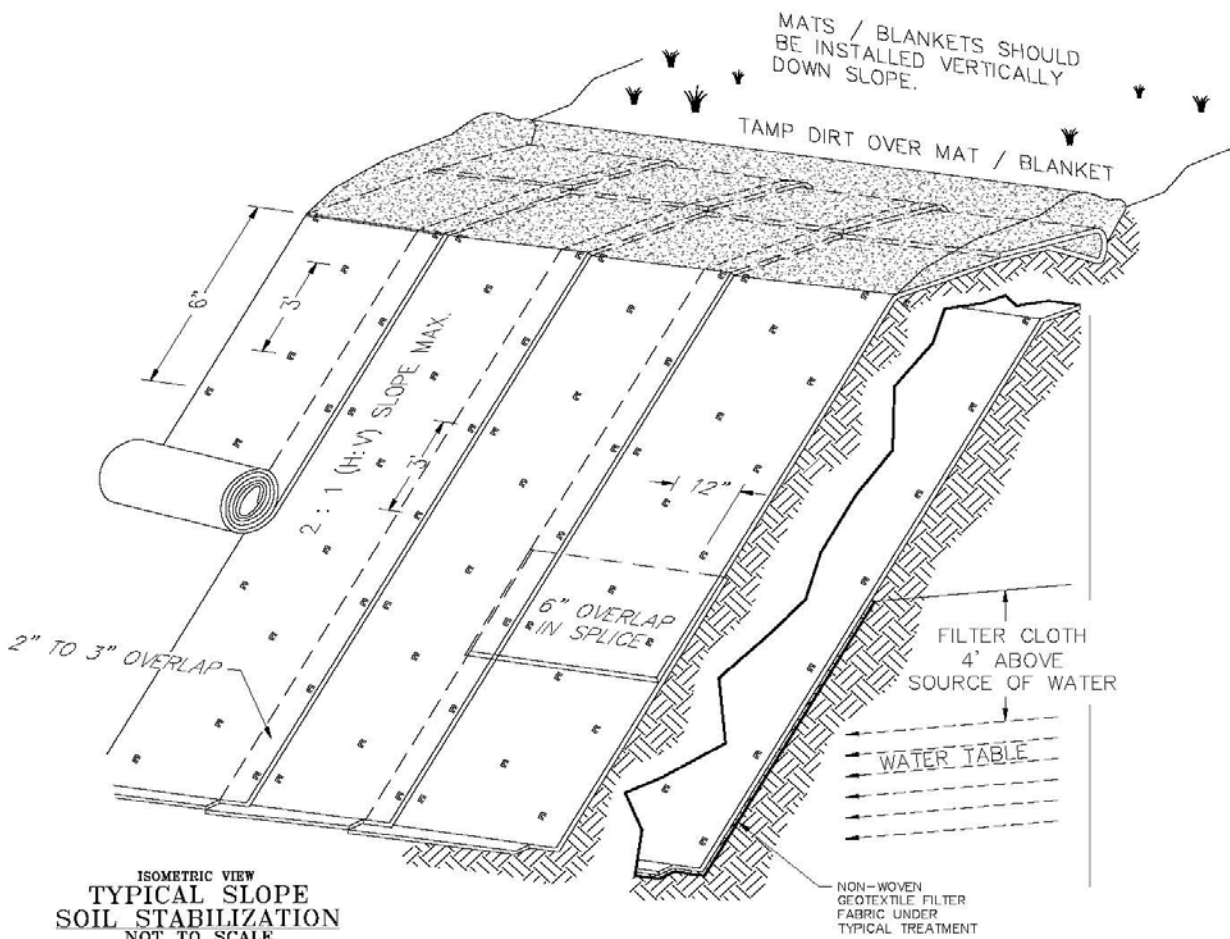 MATS / BLANKETS SHOULD
BE INSTALLED VERTICALLY
DOWN SLOPE.
TAMP DIRT OVER MAT / BLANKET
6"
3'
2 : 1 (H:V) SLOPE MAX.
3'
12"
6" OVERLAP
IN SPLICE
2" TO 3" OVERLAP
FILTER CLOTH
4' ABOVE
SOURCE OF WATER
WATER TABLE
NON-WOVEN
GEOTEXTILE FILTER
FABRIC UNDER
TYPICAL TREATMENT
ISOMETRIC VIEW
TYPICAL SLOPE
SOIL STABILIZATION
NOT TO SCALE